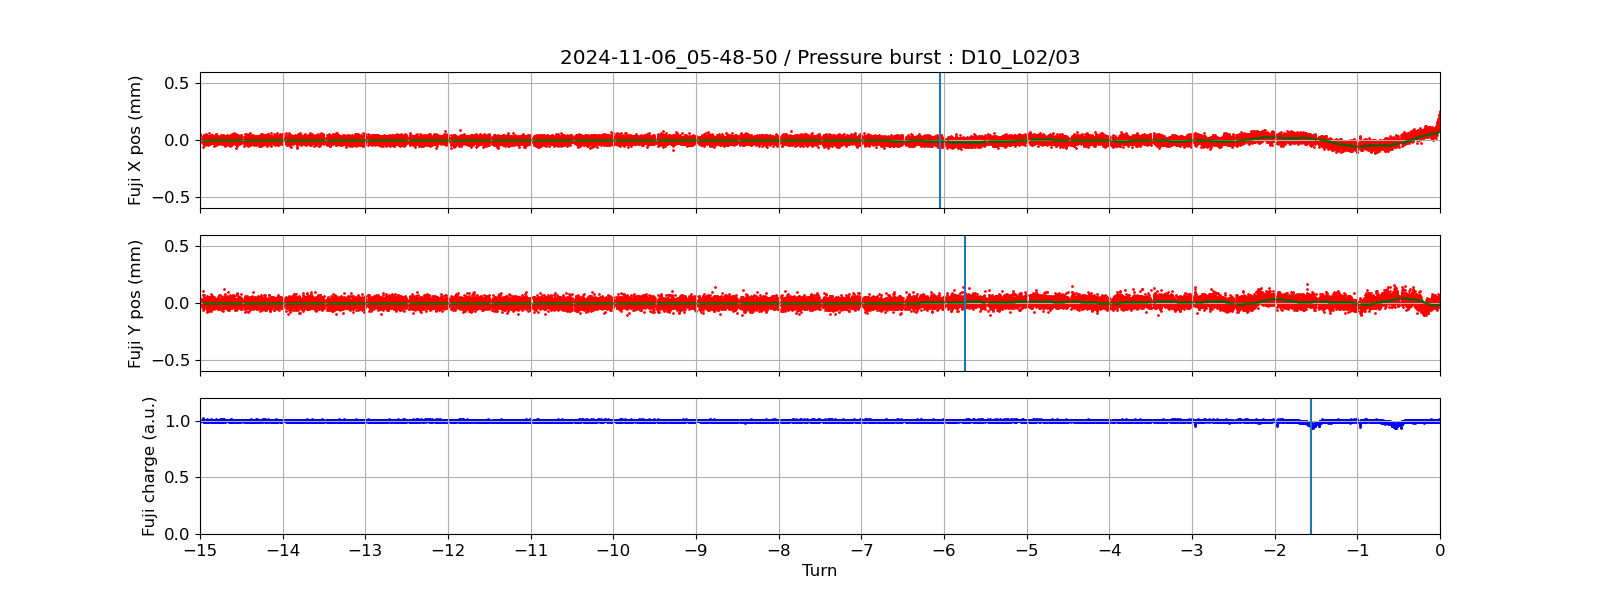 2024-11-06_05-48-50 / Pressure burst : D10_L02/03
Fuji X pos (mm)
0.5
0.0
−0.5
Fuji Y pos (mm)
0.5
0.0
−0.5
Fuji charge (a.u.)
1.0
0.5
0.0
−15 −14 −13 −12 −11 −10 −9 −8 −7 −6 −5 −4 −3 −2 −1 0
Turn